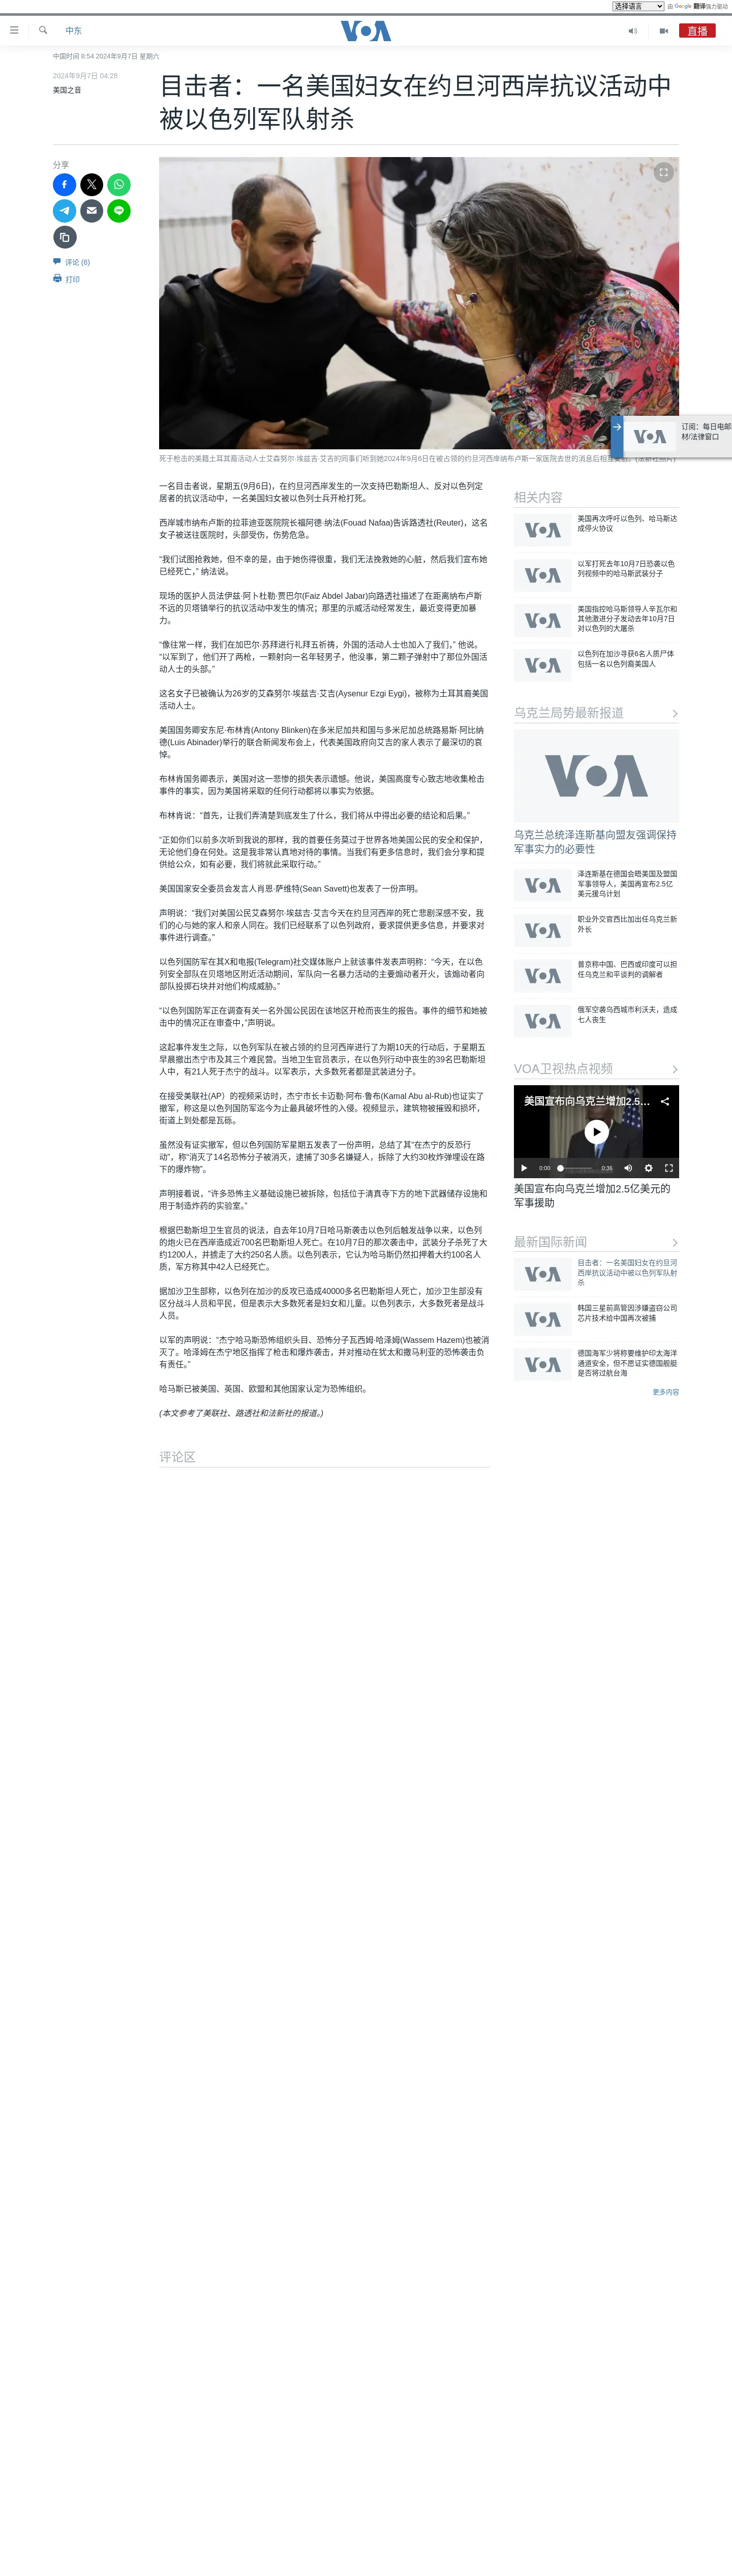 选择语言
由 Google 翻译强力驱动
中东
VOA
直播
中国时间 8:54 2024年9月7日 星期六
2024年9月7日 04:28
美国之音
目击者：一名美国妇女在约旦河西岸抗议活动中
被以色列军队射杀
分享
评论 (6)
打印
死于枪击的美籍土耳其裔活动人士艾森努尔·埃兹吉·艾吉的同事们听到她2024年9月6日在被占领的约旦河西岸纳布卢斯一家医院去世的消息后相互安慰。(法新社照片)
VOA
订阅：每日电邮
材/法律窗口
一名目击者说，星期五(9月6日)，在约旦河西岸发生的一次支持巴勒斯坦人、反对以色列定
居者的抗议活动中，一名美国妇女被以色列士兵开枪打死。
西岸城市纳布卢斯的拉菲迪亚医院院长福阿德·纳法(Fouad Nafaa)告诉路透社(Reuter)，这名
女子被送往医院时，头部受伤，伤势危急。
“我们试图抢救她，但不幸的是，由于她伤得很重，我们无法挽救她的心脏，然后我们宣布她
已经死亡，” 纳法说。
现场的医护人员法伊兹·阿卜杜勒·贾巴尔(Faiz Abdel Jabar)向路透社描述了在距离纳布卢斯
不远的贝塔镇举行的抗议活动中发生的情况；那里的示威活动经常发生，最近变得更加暴
力。
“像往常一样，我们在加巴尔·苏拜进行礼拜五祈祷，外国的活动人士也加入了我们，” 他说。
“以军到了，他们开了两枪，一颗射向一名年轻男子，他没事，第二颗子弹射中了那位外国活
动人士的头部。”
这名女子已被确认为26岁的艾森努尔·埃兹吉·艾吉(Aysenur Ezgi Eygi)，被称为土耳其裔美国
活动人士。
美国国务卿安东尼·布林肯(Antony Blinken)在多米尼加共和国与多米尼加总统路易斯·阿比纳
德(Luis Abinader)举行的联合新闻发布会上，代表美国政府向艾吉的家人表示了最深切的哀
悼。
布林肯国务卿表示，美国对这一悲惨的损失表示遗憾。他说，美国高度专心致志地收集枪击
事件的事实，因为美国将采取的任何行动都将以事实为依据。
布林肯说：“首先，让我们弄清楚到底发生了什么，我们将从中得出必要的结论和后果。”
“正如你们以前多次听到我说的那样，我的首要任务莫过于世界各地美国公民的安全和保护，
无论他们身在何处。这是我非常认真地对待的事情。当我们有更多信息时，我们会分享和提
供给公众，如有必要，我们将就此采取行动。”
美国国家安全委员会发言人肖恩·萨维特(Sean Savett)也发表了一份声明。
声明说：“我们对美国公民艾森努尔·埃兹吉·艾吉今天在约旦河西岸的死亡悲剧深感不安，我
们的心与她的家人和亲人同在。我们已经联系了以色列政府，要求提供更多信息，并要求对
事件进行调查。”
以色列国防军在其X和电报(Telegram)社交媒体账户上就该事件发表声明称：“今天，在以色
列安全部队在贝塔地区附近活动期间，军队向一名暴力活动的主要煽动者开火，该煽动者向
部队投掷石块并对他们构成威胁。”
“以色列国防军正在调查有关一名外国公民因在该地区开枪而丧生的报告。事件的细节和她被
击中的情况正在审查中，”声明说。
这起事件发生之际，以色列军队在被占领的约旦河西岸进行了为期10天的行动后，于星期五
早晨撤出杰宁市及其三个难民营。当地卫生官员表示，在以色列行动中丧生的39名巴勒斯坦
人中，有21人死于杰宁的战斗。以军表示，大多数死者都是武装进分子。
在接受美联社(AP）的视频采访时，杰宁市长卡迈勒·阿布·鲁布(Kamal Abu al-Rub)也证实了
撤军，称这是以色列国防军迄今为止最具破坏性的入侵。视频显示，建筑物被摧毁和损坏，
街道上到处都是瓦砾。
虽然没有证实撤军，但以色列国防军星期五发表了一份声明，总结了其“在杰宁的反恐行
动”，称“消灭了14名恐怖分子被消灭，逮捕了30多名嫌疑人，拆除了大约30枚炸弹埋设在路
下的爆炸物”。
声明接着说，“许多恐怖主义基础设施已被拆除，包括位于清真寺下方的地下武器储存设施和
用于制造炸药的实验室。”
根据巴勒斯坦卫生官员的说法，自去年10月7日哈马斯袭击以色列后触发战争以来，以色列
的炮火已在西岸造成近700名巴勒斯坦人死亡。在10月7日的那次袭击中，武装分子杀死了大
约1200人，并掳走了大约250名人质。以色列表示，它认为哈马斯仍然扣押着大约100名人
质，军方称其中42人已经死亡。
据加沙卫生部称，以色列在加沙的反攻已造成40000多名巴勒斯坦人死亡，加沙卫生部没有
区分战斗人员和平民，但是表示大多数死者是妇女和儿童。以色列表示，大多数死者是战斗
人员。
以军的声明说：“杰宁哈马斯恐怖组织头目、恐怖分子瓦西姆·哈泽姆(Wassem Hazem)也被消
灭了。哈泽姆在杰宁地区指挥了枪击和爆炸袭击，并对推动在犹太和撒马利亚的恐怖袭击负
有责任。”
哈马斯已被美国、英国、欧盟和其他国家认定为恐怖组织。
(本文参考了美联社、路透社和法新社的报道。)
评论区
相关内容
VOA
美国再次呼吁以色列、哈马斯达
成停火协议
VOA
以军打死去年10月7日恐袭以色
列视频中的哈马斯武装分子
VOA
美国指控哈马斯领导人辛瓦尔和
其他激进分子发动去年10月7日
对以色列的大屠杀
VOA
以色列在加沙寻获6名人质尸体
包括一名以色列裔美国人
乌克兰局势最新报道
VOA
乌克兰总统泽连斯基向盟友强调保持
军事实力的必要性
VOA
泽连斯基在德国会晤美国及盟国
军事领导人，美国再宣布2.5亿
美元援乌计划
VOA
职业外交官西比加出任乌克兰新
外长
VOA
普京称中国、巴西或印度可以担
任乌克兰和平谈判的调解者
VOA
俄军空袭乌西城市利沃夫，造成
七人丧生
VOA卫视热点视频
美国宣布向乌克兰增加2.5...
0:00
0:36
美国宣布向乌克兰增加2.5亿美元的
军事援助
最新国际新闻
VOA
目击者：一名美国妇女在约旦河
西岸抗议活动中被以色列军队射
杀
VOA
韩国三星前高管因涉嫌盗窃公司
芯片技术给中国再次被捕
VOA
德国海军少将称要维护印太海洋
通道安全，但不愿证实德国舰艇
是否将过航台海
更多内容